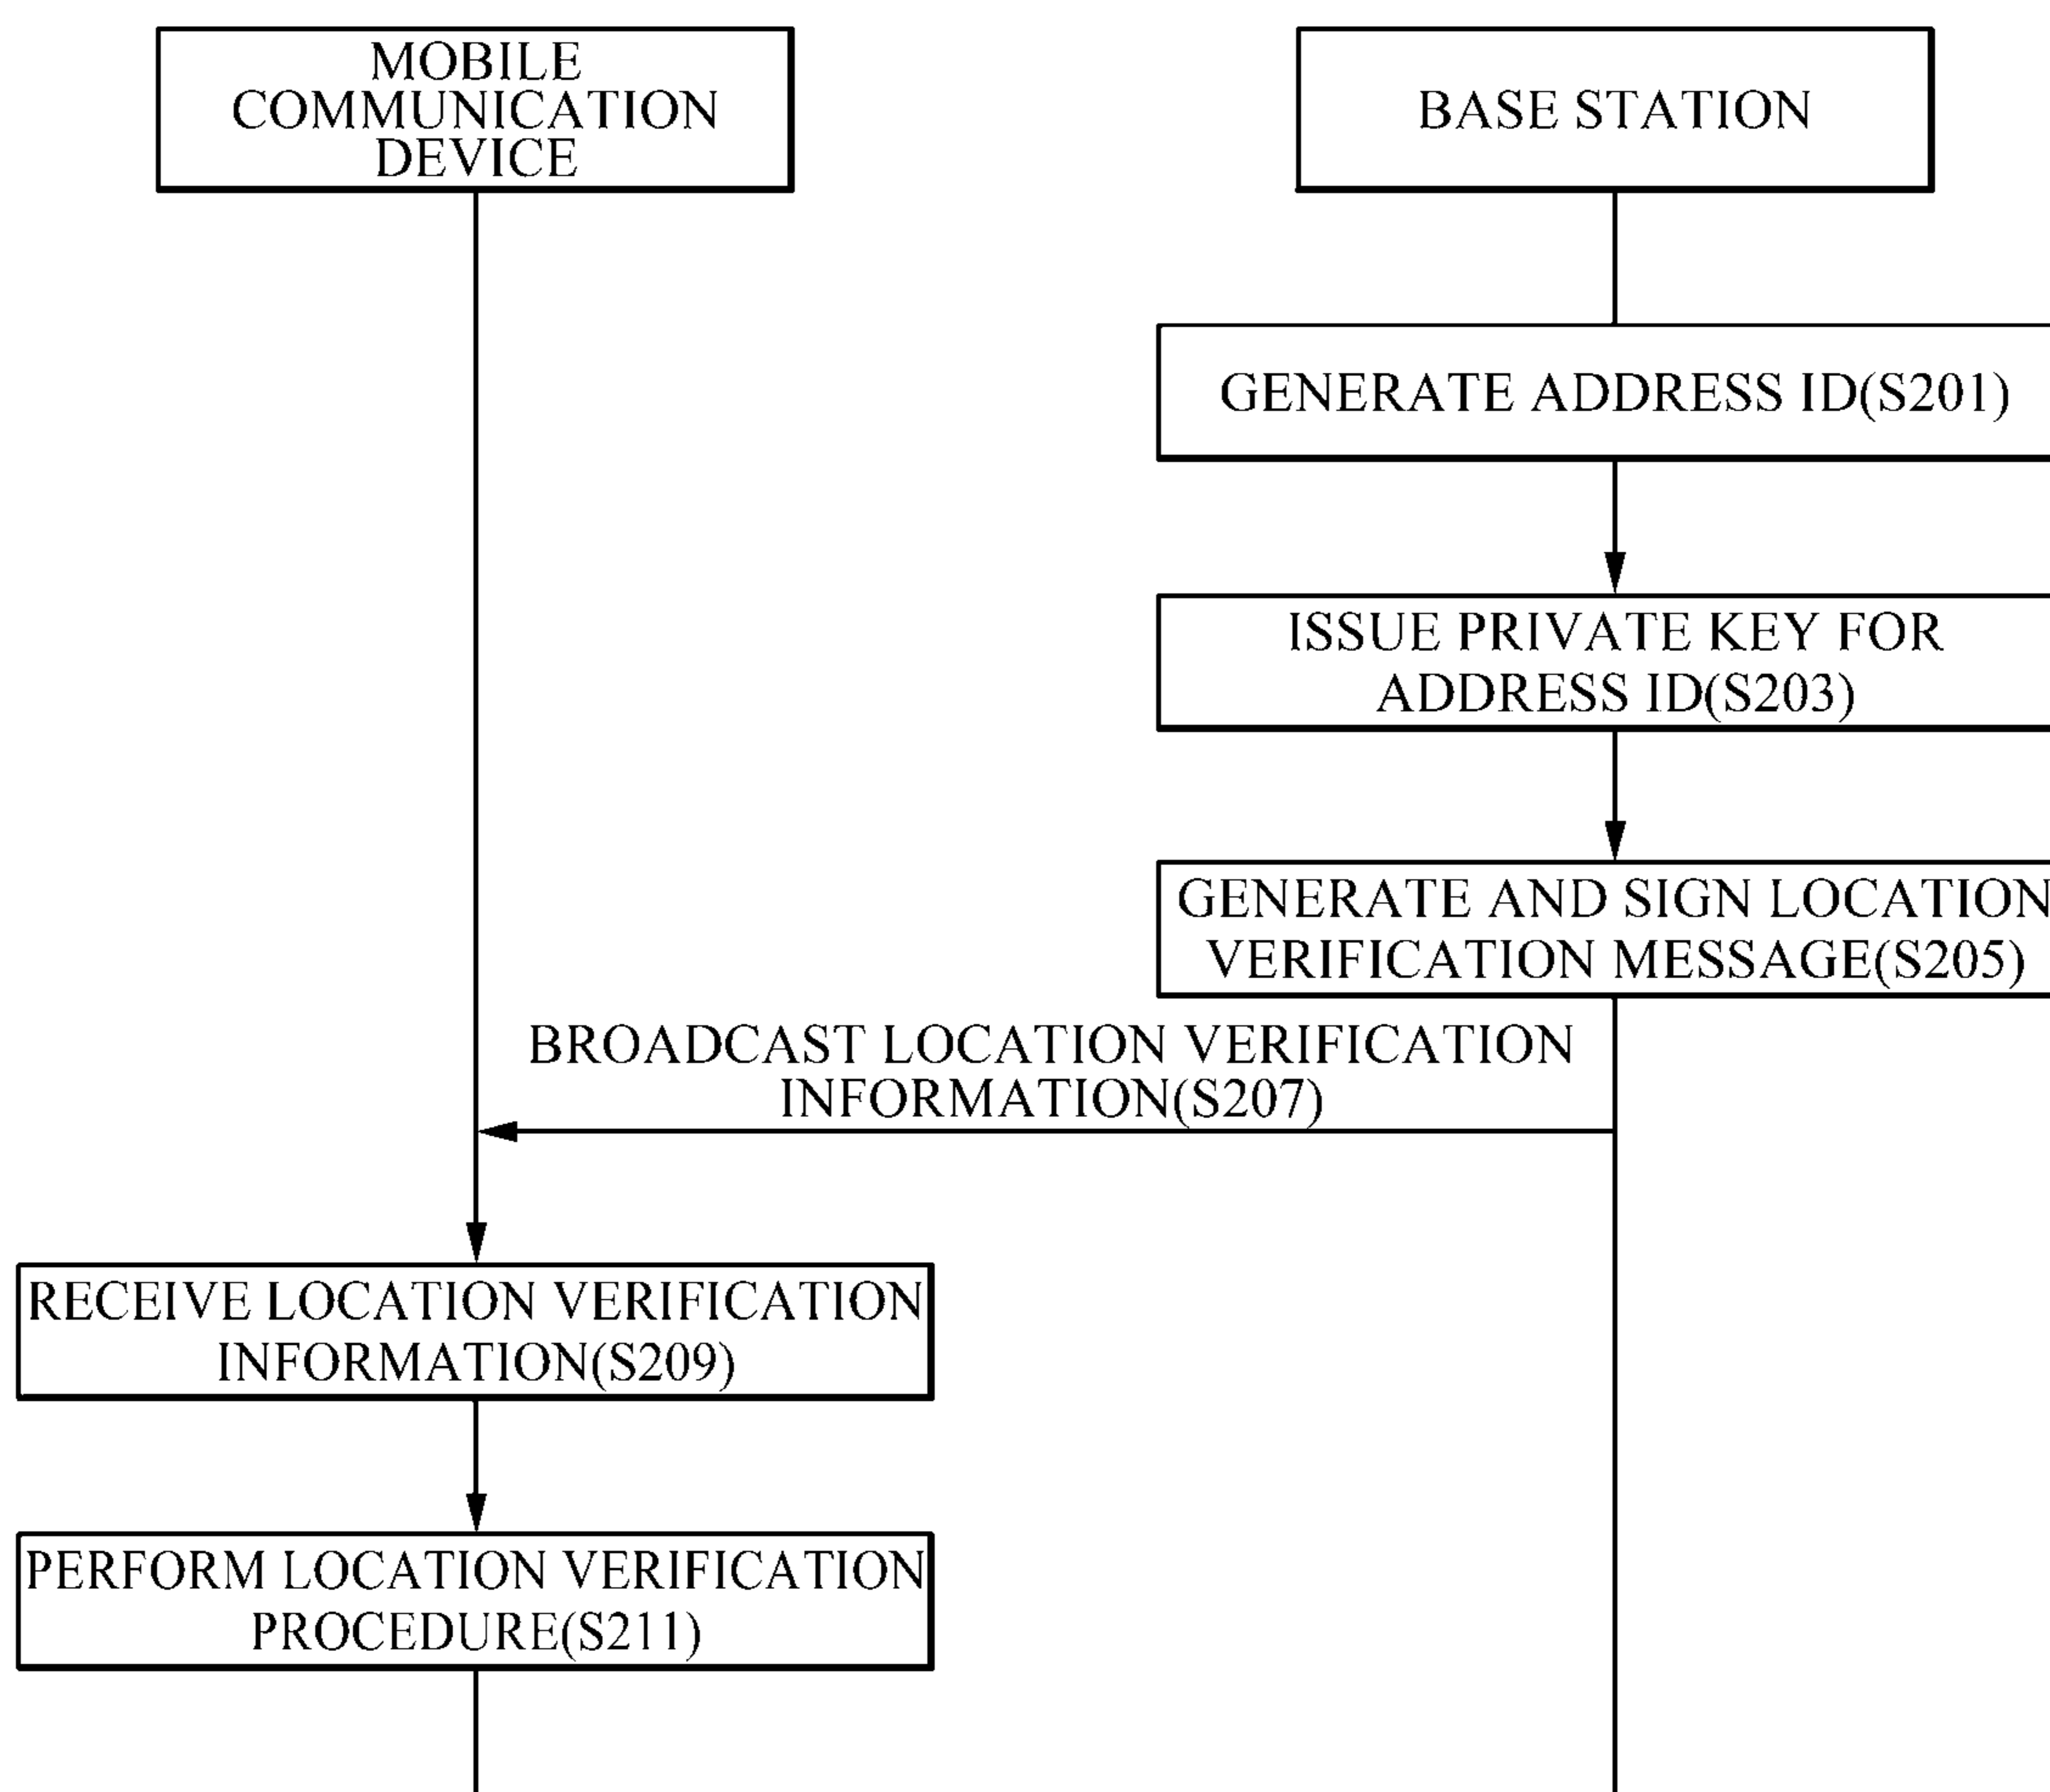 MOBILE
COMMUNICATION
DEVICE
BASE STATION
GENERATE ADDRESS ID(S201)
ISSUE PRIVATE KEY FOR
ADDRESS ID(S203)
GENERATE AND SIGN LOCATION
VERIFICATION MESSAGE(S205)
BROADCAST LOCATION VERIFICATION
INFORMATION(S207)
RECEIVE LOCATION VERIFICATION
INFORMATION(S209)
PERFORM LOCATION VERIFICATION
PROCEDURE(S211)